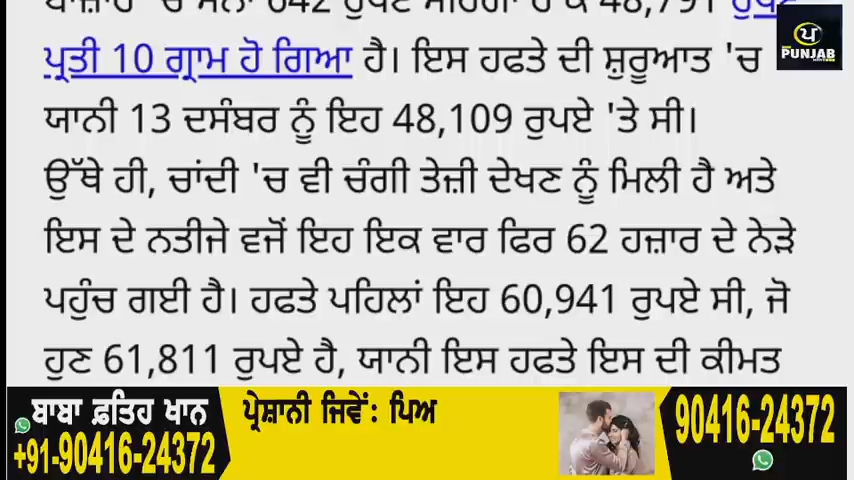 ਪ੍ਰਤੀ 10 ਗ੍ਰਾਮ ਹੋ ਗਿਆ ਹੈ। ਇਸ ਹਫਤੇ ਦੀ ਸ਼ੁਰੂਆਤ 'ਚ
ਯਾਨੀ 13 ਦਸੰਬਰ ਨੂੰ ਇਹ 48,109 ਰੁਪਏ 'ਤੇ ਸੀ।
ਉੱਥੇ ਹੀ, ਚਾਂਦੀ 'ਚ ਵੀ ਚੰਗੀ ਤੇਜ਼ੀ ਦੇਖਣ ਨੂੰ ਮਿਲੀ ਹੈ ਅਤੇ
ਇਸ ਦੇ ਨਤੀਜੇ ਵਜੋਂ ਇਹ ਇਕ ਵਾਰ ਫਿਰ 62 ਹਜ਼ਾਰ ਦੇ ਨੇੜੇ
ਪਹੁੰਚ ਗਈ ਹੈ। ਹਫਤੇ ਪਹਿਲਾਂ ਇਹ 60,941 ਰੁਪਏ ਸੀ, ਜੋ
ਹੁਣ 61,811 ਰੁਪਏ ਹੈ, ਯਾਨੀ ਇਸ ਹਫਤੇ ਇਸ ਦੀ ਕੀਮਤ
ਪ
PUNJAB
ਬਾਬਾ ਫ਼ਤਿਹ ਖਾਨ
+91-90416-24372
ਪ੍ਰੇਸ਼ਾਨੀ ਜਿਵੇਂ: ਪਿਅ
90416-24372